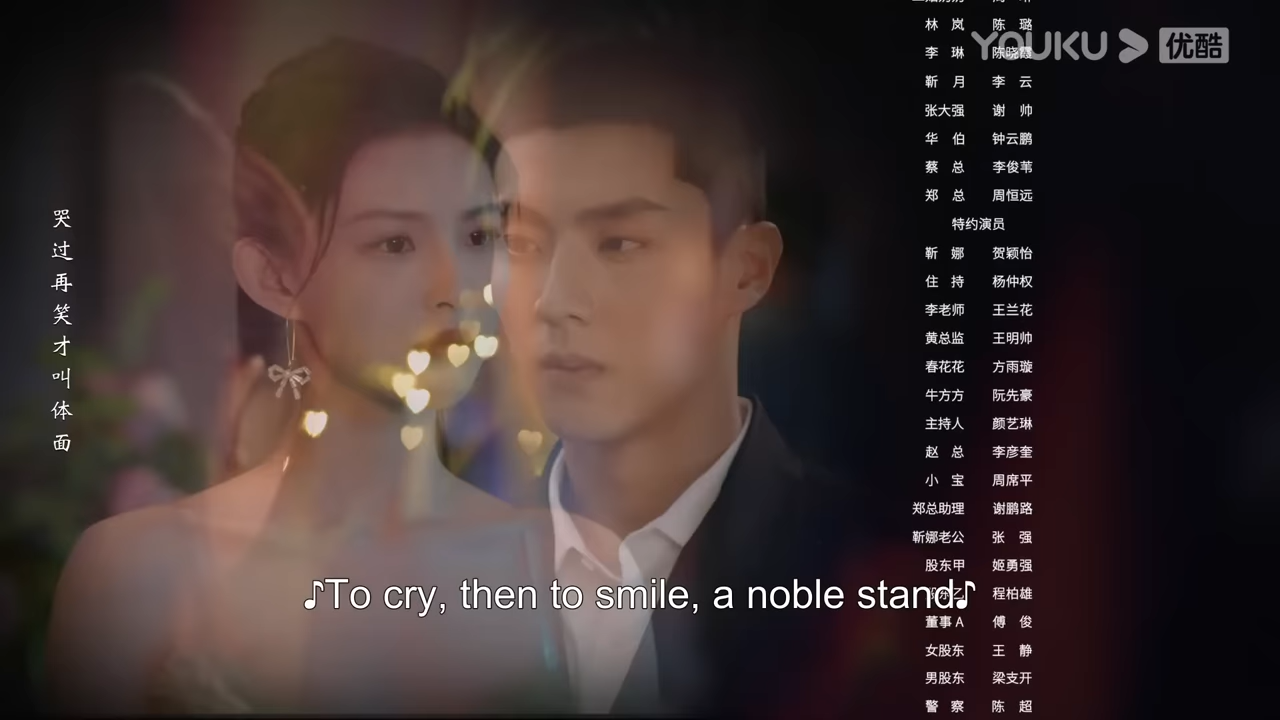 YOUKU 优酷
哭过再笑才叫体面
林岚 陈璐
李琳 陈晓霞
靳月 李云
张大强 谢帅
华伯 钟云鹏
蔡总 李俊苇
郑总 周恒远
特约演员
靳娜 贺颖怡
住持 杨仲权
李老师 王兰花
黄总监 王明帅
春花花 方雨璇
牛方方 阮先豪
主持人 颜艺琳
赵总 李彦奎
小宝 周席平
郑总助理 谢鹏路
靳娜老公 张强
股东甲 姬勇强
♪To cry, then to smile, a noble stand♪
股东乙 程柏雄
董事A 傅俊
女股东 王静
男股东 梁支开
警察 陈超